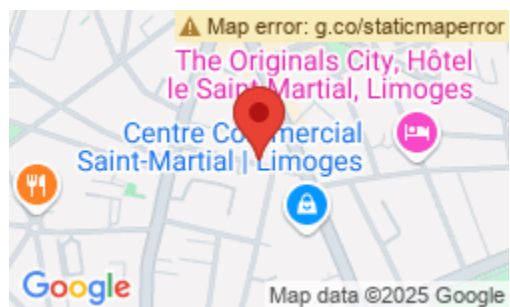 ⚠ Map error: g.co/staticmaperror
The Originals City, Hôtel
le Saint-Martial, Limoges
Centre Commercial
Saint-Martial | Limoges
Google
Map data ©2025 Google